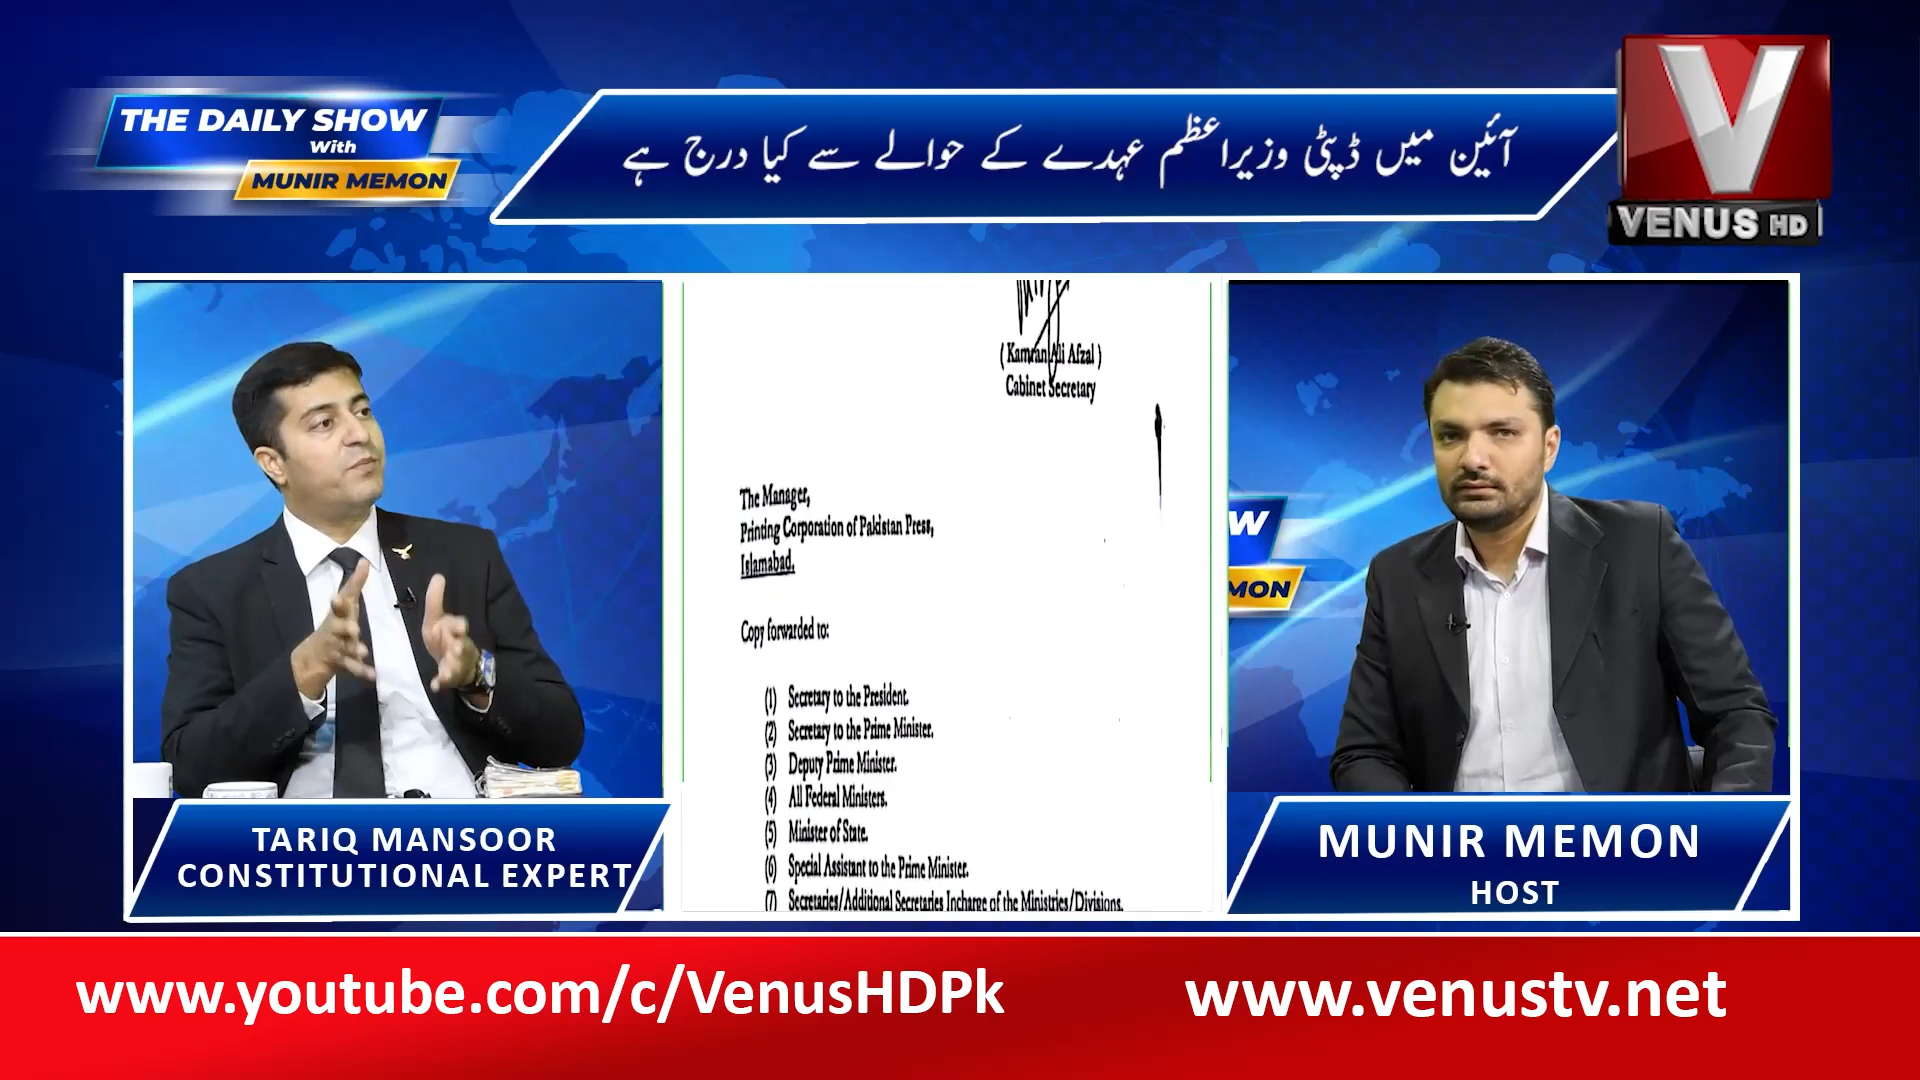 THE DAILY SHOW
With
MUNIR MEMON
آئین میں ڈپٹی وزیراعظم عہدے کے حوالے سے کیا درج ہے
V
VENUS HD
( Kamran Ali Afzal )
Cabinet Secretary
The Manager,
Printing Corporation of Pakistan Press,
Islamabad.
Copy forwarded to:
(1) Secretary to the President.
(2) Secretary to the Prime Minister.
(3) Deputy Prime Minister.
(4) All Federal Ministers.
(5) Minister of State.
(6) Special Assistant to the Prime Minister.
(7) Secretaries/Additional Secretaries Incharge of the Ministries/Divisions.
W
MON
TARIQ MANSOOR
CONSTITUTIONAL EXPERT
MUNIR MEMON
HOST
www.youtube.com/c/VenusHDPk
www.venustv.net